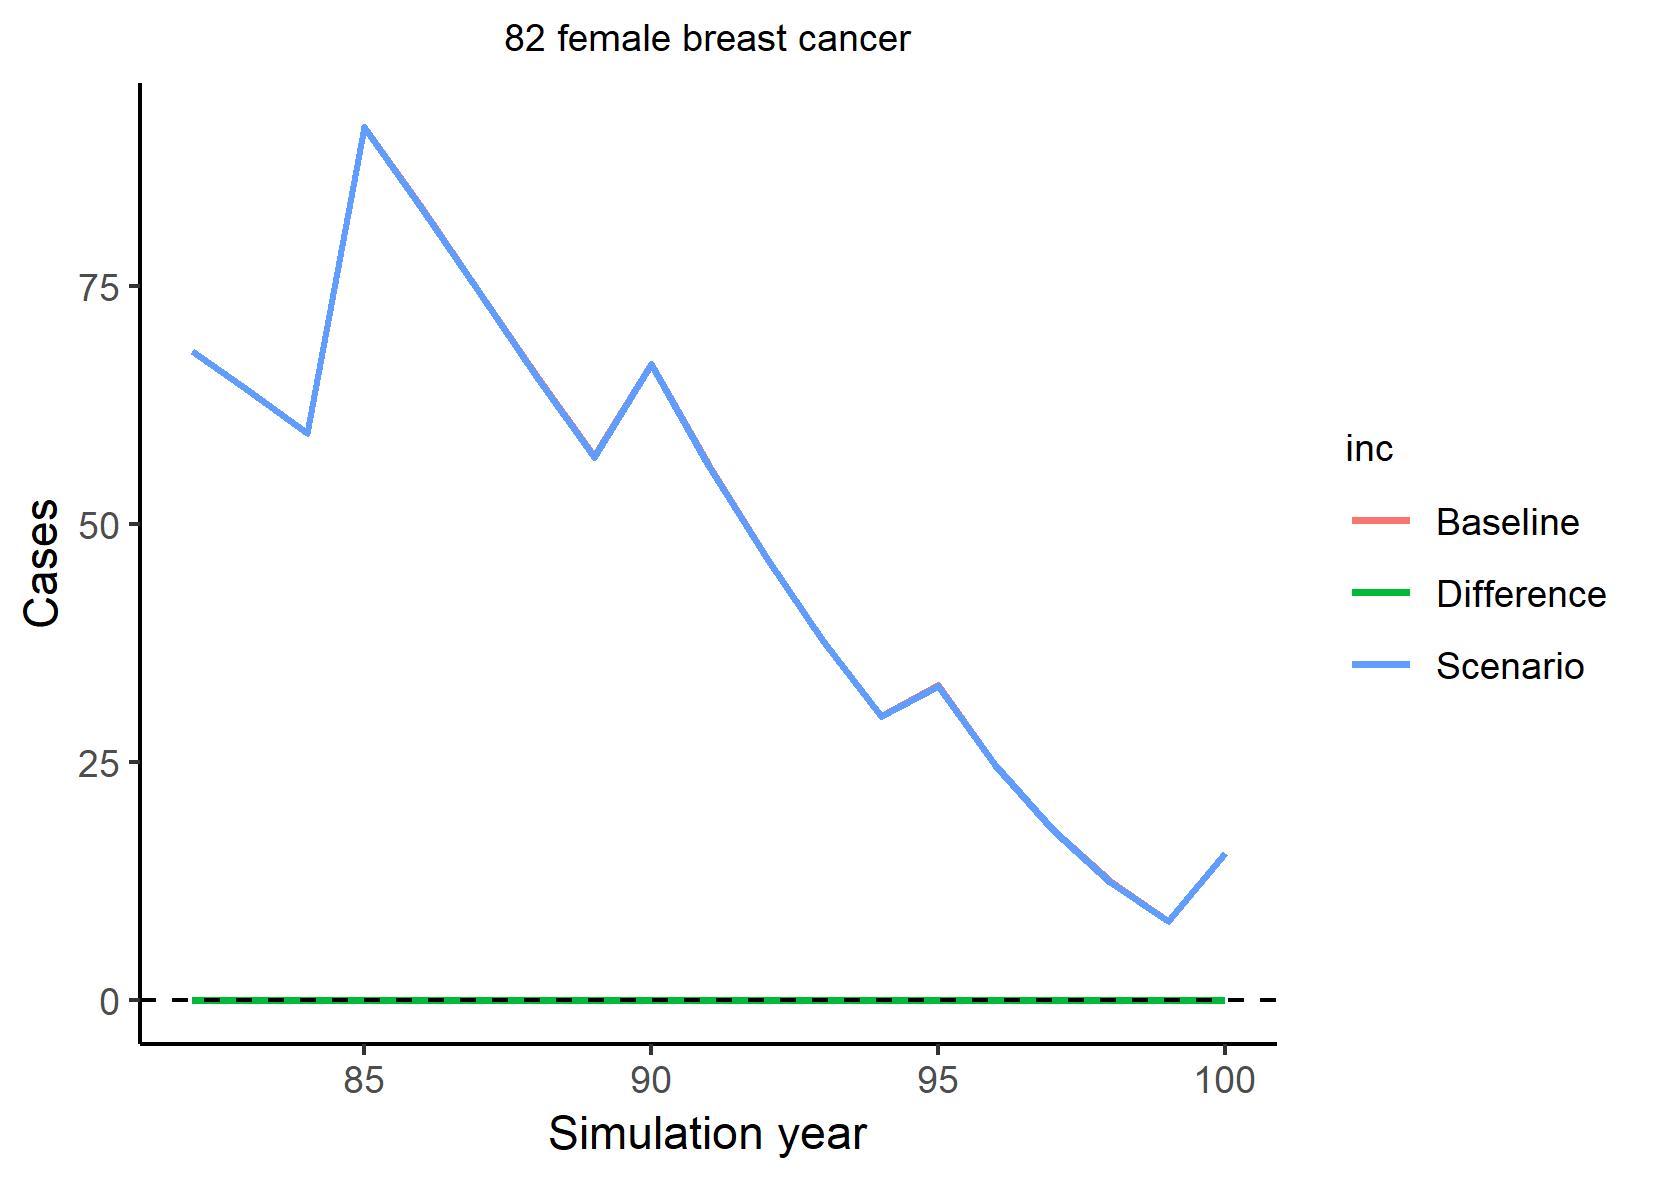 82 female breast cancer
Cases
75
50
25
0
85 90 95 100
Simulation year
inc
Baseline
Difference
Scenario